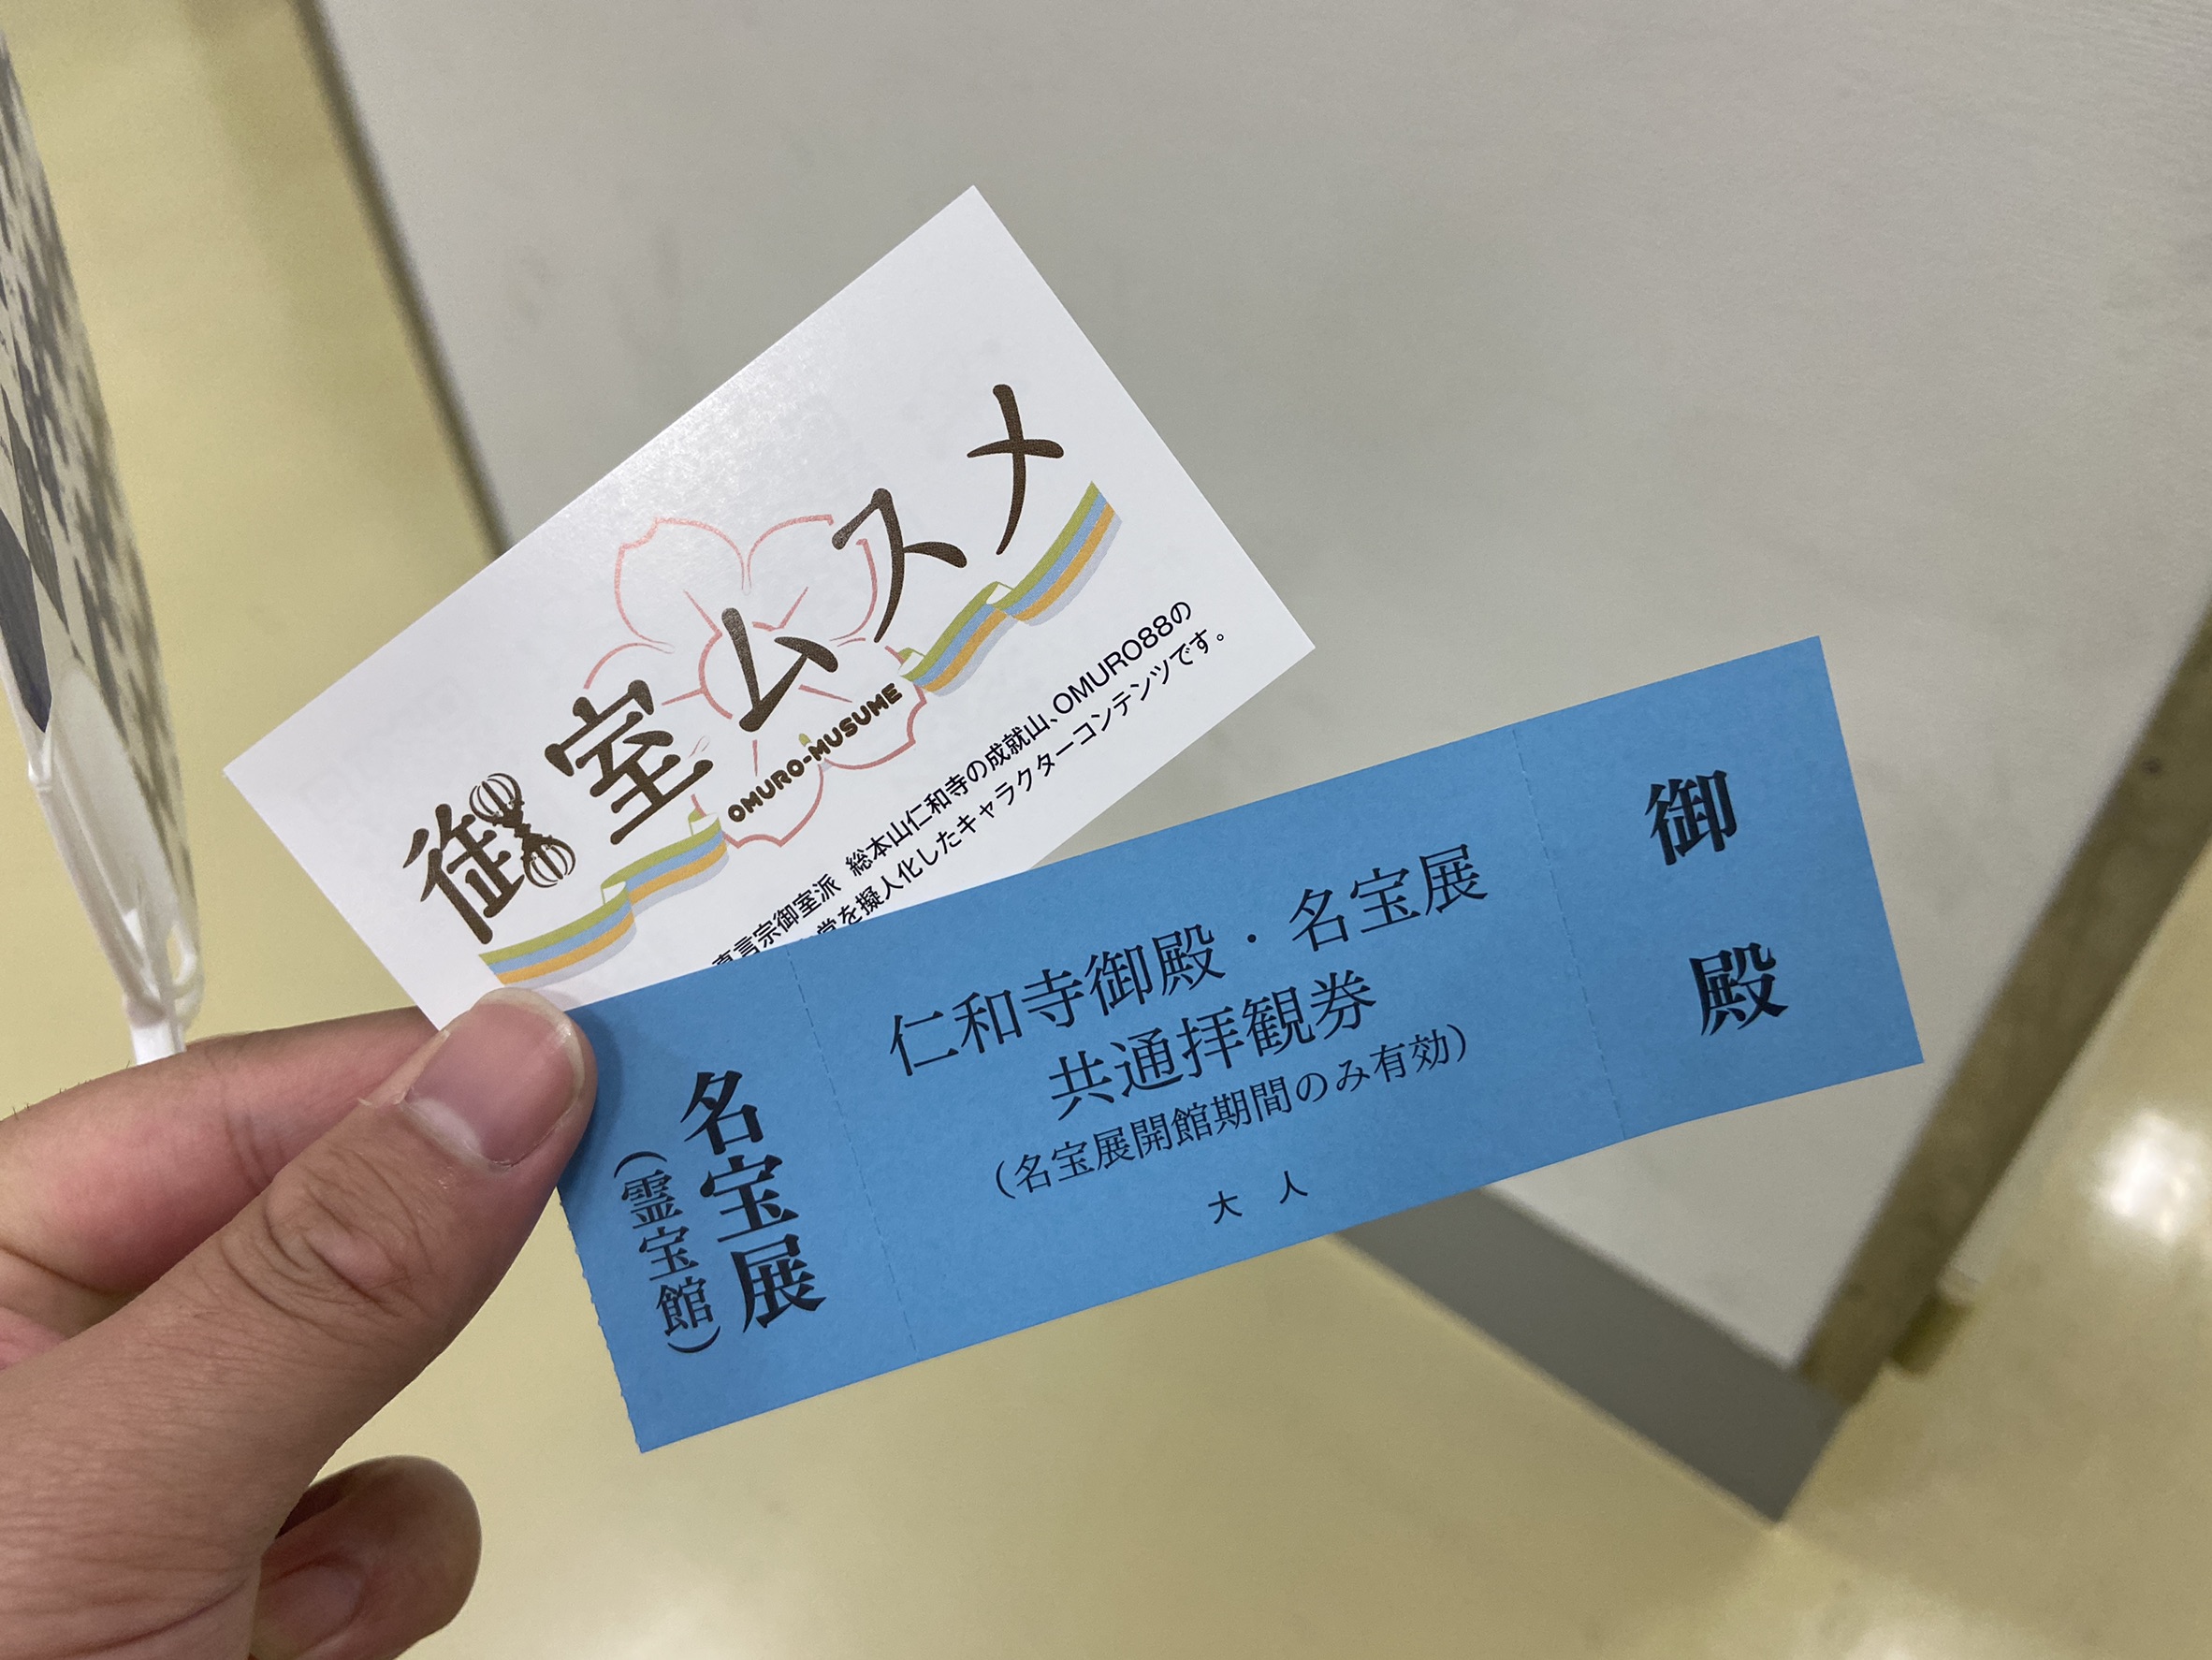 御室ムスメ
OMURO-MUSUME
真言宗御室派 総本山仁和寺の成就山、OMURO88の
堂を擬人化したキャラクターコンテンツです。
名宝展
(霊宝館)
仁和寺御殿・名宝展
共通拝観券
(名宝展開館期間のみ有効)
大人
御殿